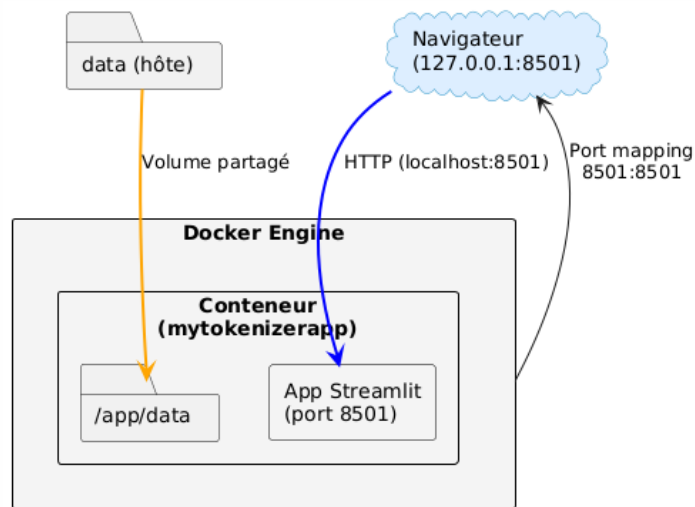 data (hôte)
Navigateur
(127.0.0.1:8501)
Volume partagé
HTTP (localhost:8501)
Port mapping
8501:8501
Docker Engine
Conteneur
(mytokenizerapp)
/app/data
App Streamlit
(port 8501)